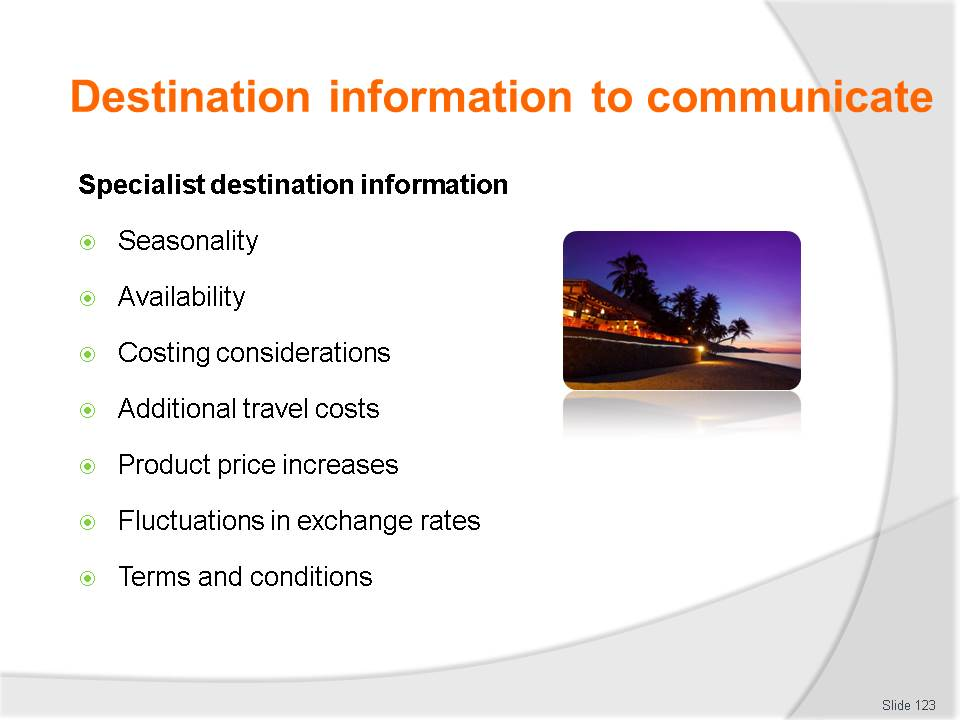 Destination information to communicate
Specialist destination information
Seasonality
Availability
Costing considerations
Additional travel costs
Product price increases
Fluctuations in exchange rates
Terms and conditions
Slide 123